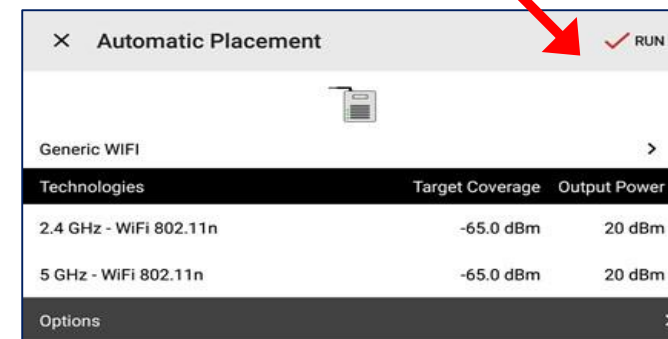 × Automatic Placement RUN
Generic WIFI >
Technologies Target Coverage Output Power
2.4 GHz - WiFi 802.11n -65.0 dBm 20 dBm
5 GHz - WiFi 802.11n -65.0 dBm 20 dBm
Options